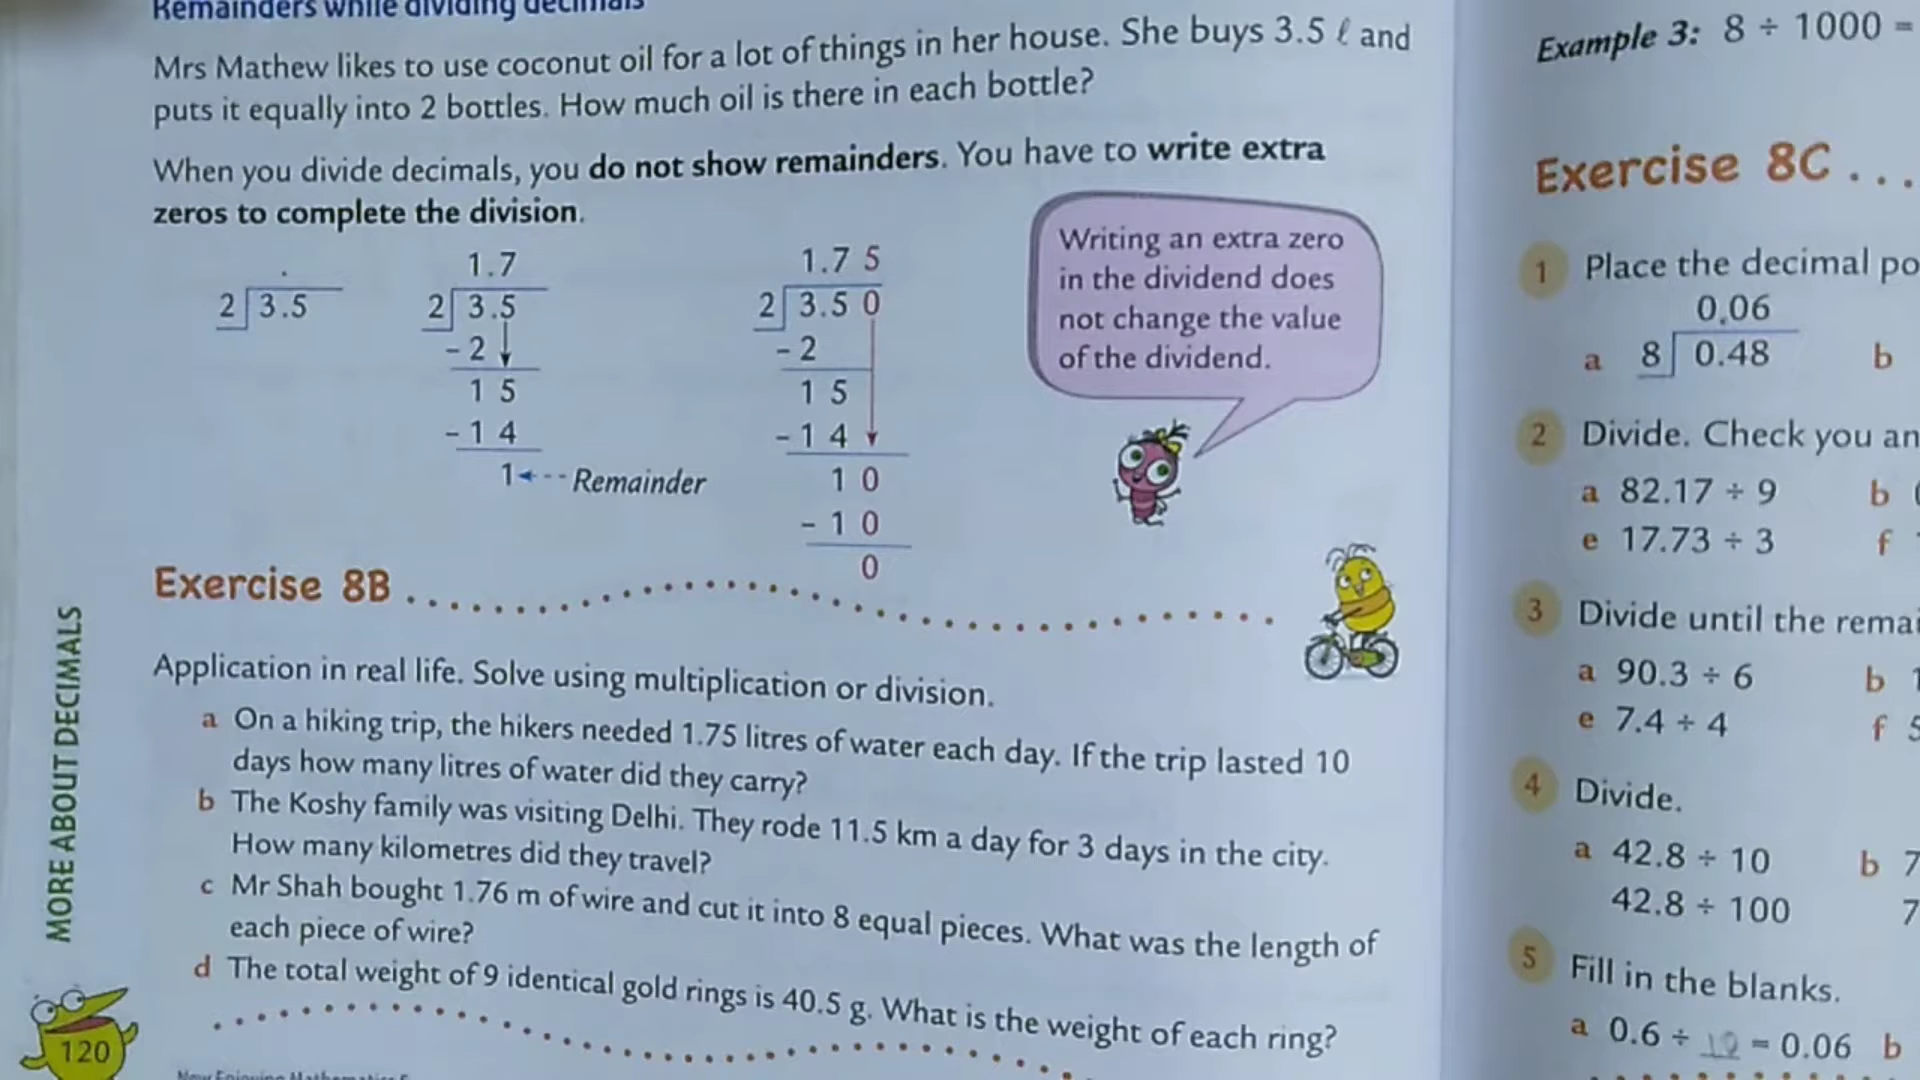 Remainders while dividing decimals
Mrs Mathew likes to use coconut oil for a lot of things in her house. She buys 3.5 ℓ and
puts it equally into 2 bottles. How much oil is there in each bottle?
When you divide decimals, you do not show remainders. You have to write extra
zeros to complete the division.
.
2 3.5
1.7
2 3.5
- 2
1 5
- 1 4
1 Remainder
1.7 5
2 3.5 0
- 2
1 5
- 1 4
1 0
- 1 0
0
Writing an extra zero
in the dividend does
not change the value
of the dividend.
Exercise 8B
Application in real life. Solve using multiplication or division.
a On a hiking trip, the hikers needed 1.75 litres of water each day. If the trip lasted 10
days how many litres of water did they carry?
b The Koshy family was visiting Delhi. They rode 11.5 km a day for 3 days in the city.
How many kilometres did they travel?
c Mr Shah bought 1.76 m of wire and cut it into 8 equal pieces. What was the length of
each piece of wire?
d The total weight of 9 identical gold rings is 40.5 g. What is the weight of each ring?
MORE ABOUT DECIMALS
120
Example 3: 8 ÷ 1000 =
Exercise 8C . . .
1 Place the decimal
0.06
a 8 0.48 b
2 Divide. Check you
a 82.17 ÷ 9 b
e 17.73 ÷ 3 f
3 Divide until the
a 90.3 ÷ 6 b
e 7.4 ÷ 4 f
4 Divide.
a 42.8 ÷ 10 b 7
42.8 ÷ 100 7
5 Fill in the blanks.
a 0.6 ÷ 10 = 0.06 b